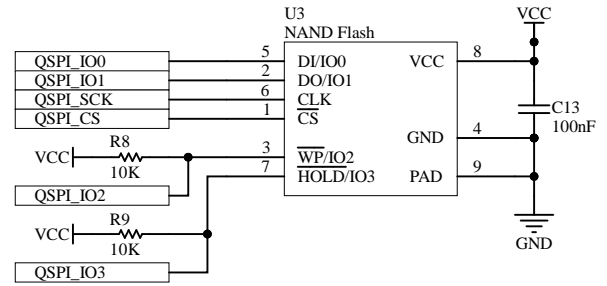 U3
NAND Flash
VCC
QSPI_IO0 5 DI/IO0 VCC 8
QSPI_IO1 2 DO/IO1
QSPI_SCK 6 CLK
QSPI_CS 1 CS
C13
100nF
GND 4
R8
VCC 10K 3 WP/IO2
7 HOLD/IO3 PAD 9
QSPI_IO2
R9
VCC 10K
GND
QSPI_IO3